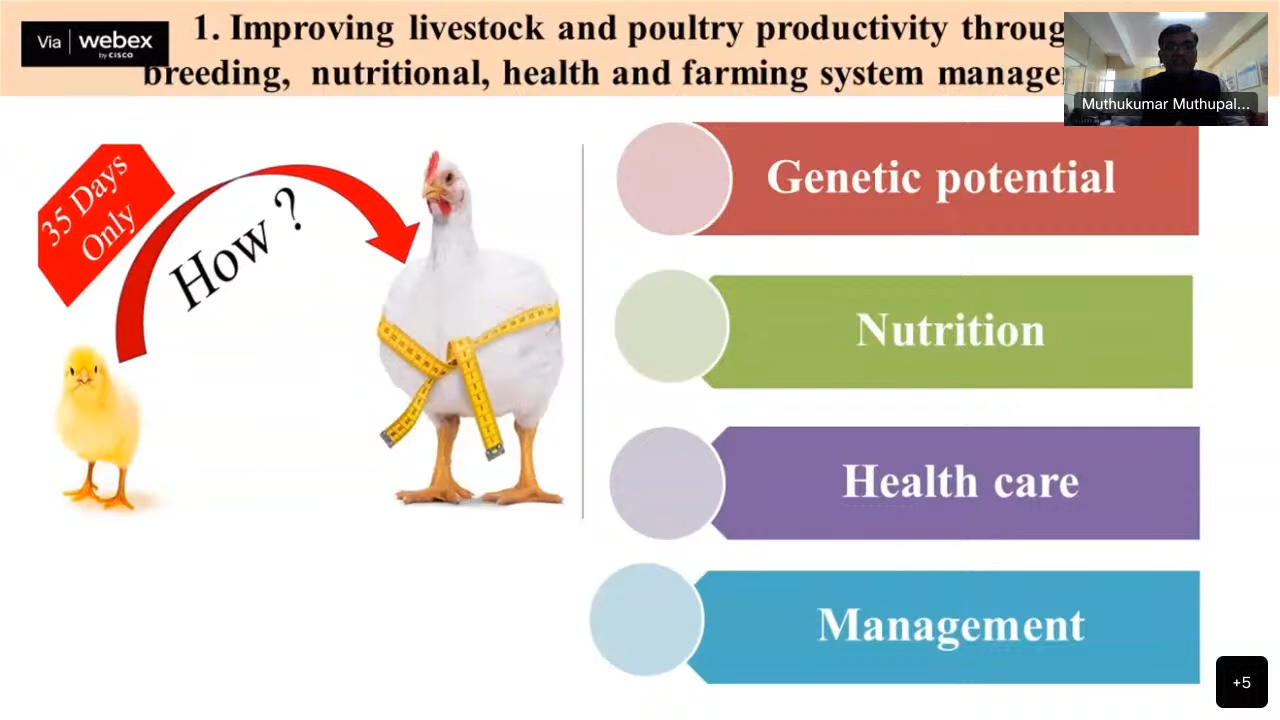 Via webex
by CISCO
1. Improving livestock and poultry productivity throug
breeding, nutritional, health and farming system manage
Muthukumar Muthupal...
35 Days
Only
How ?
Genetic potential
Nutrition
Health care
Management
+5